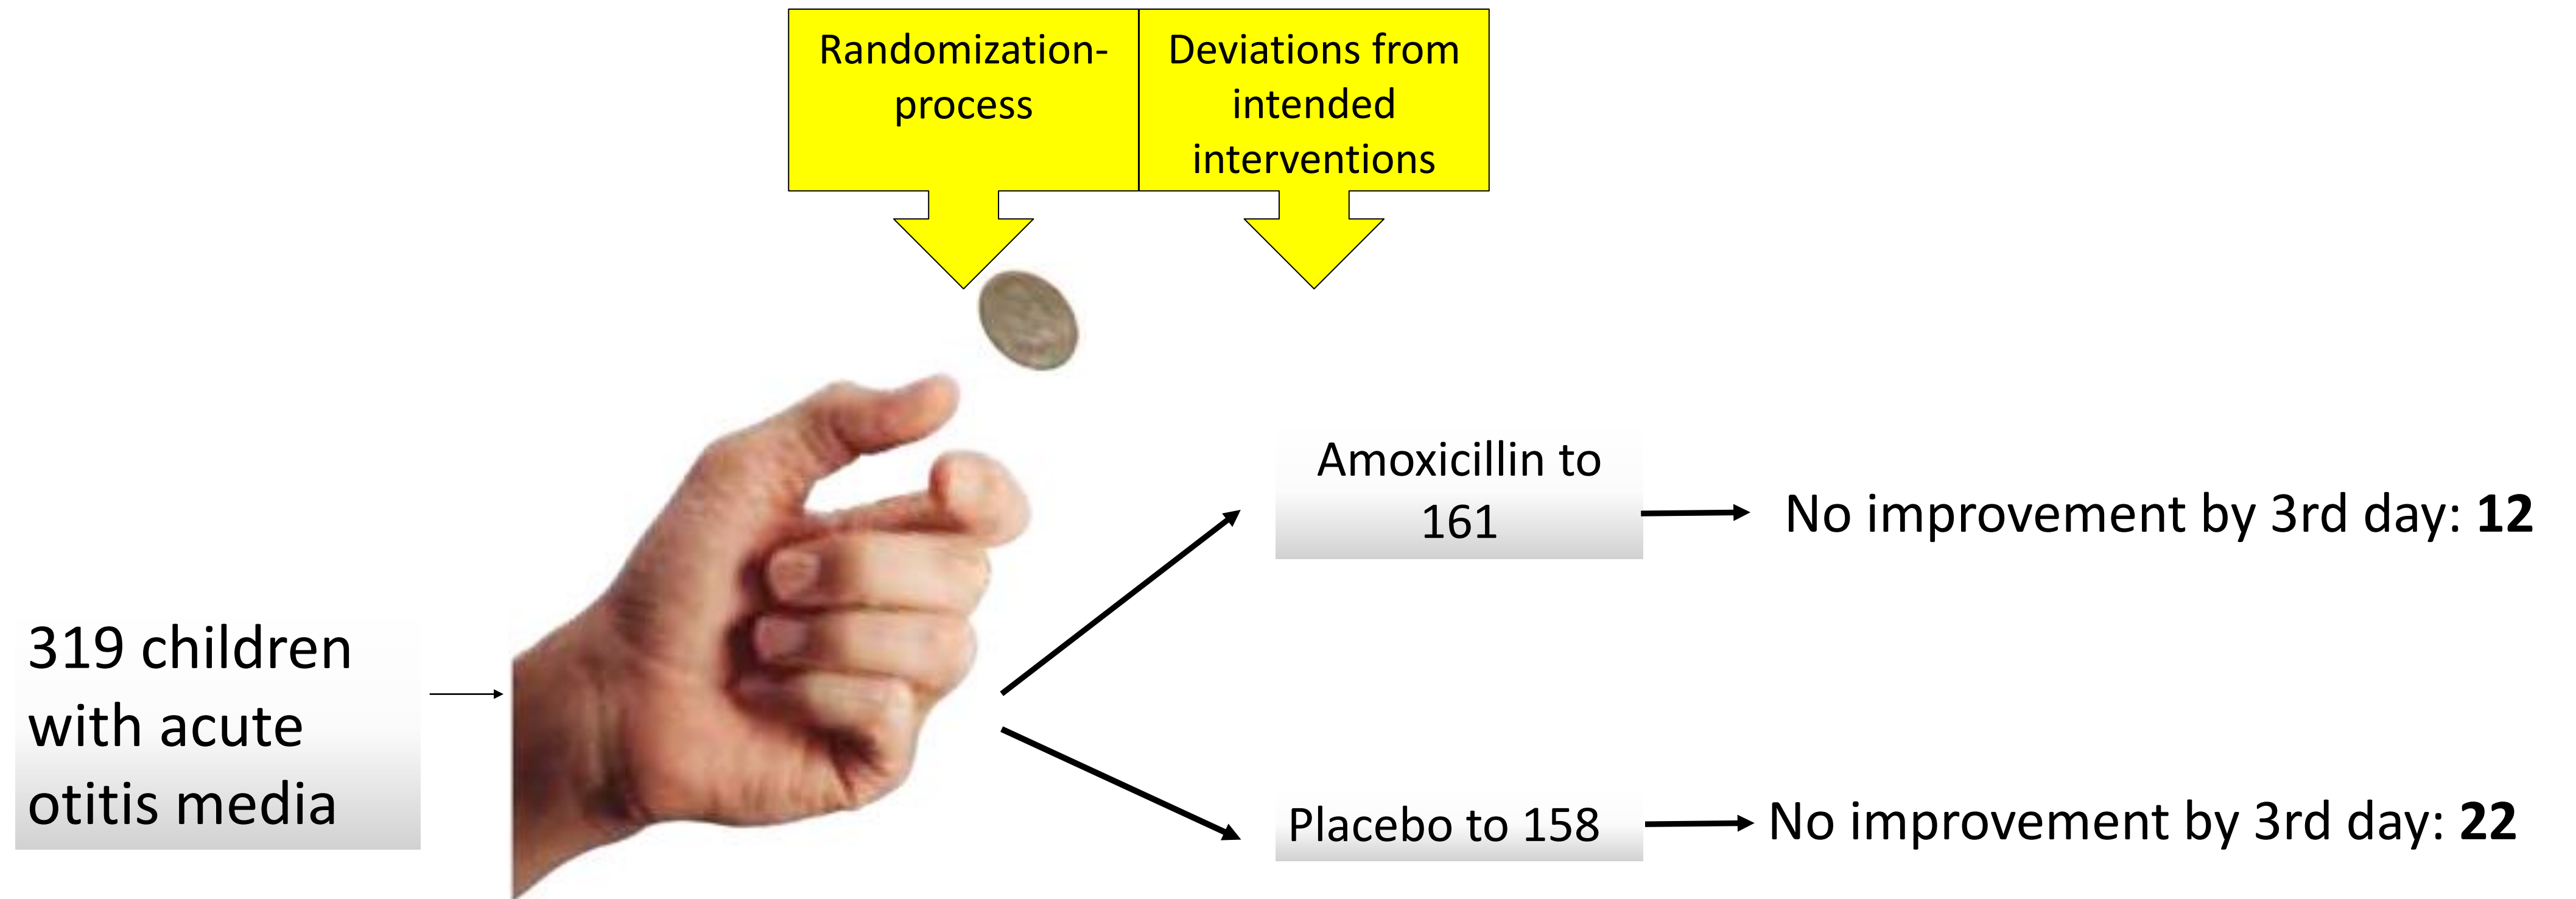 Randomization-
process
Deviations from
intended
interventions
Amoxicillin to
161
No improvement by 3rd day: 12
319 children
with acute
otitis media
Placebo to 158
No improvement by 3rd day: 22